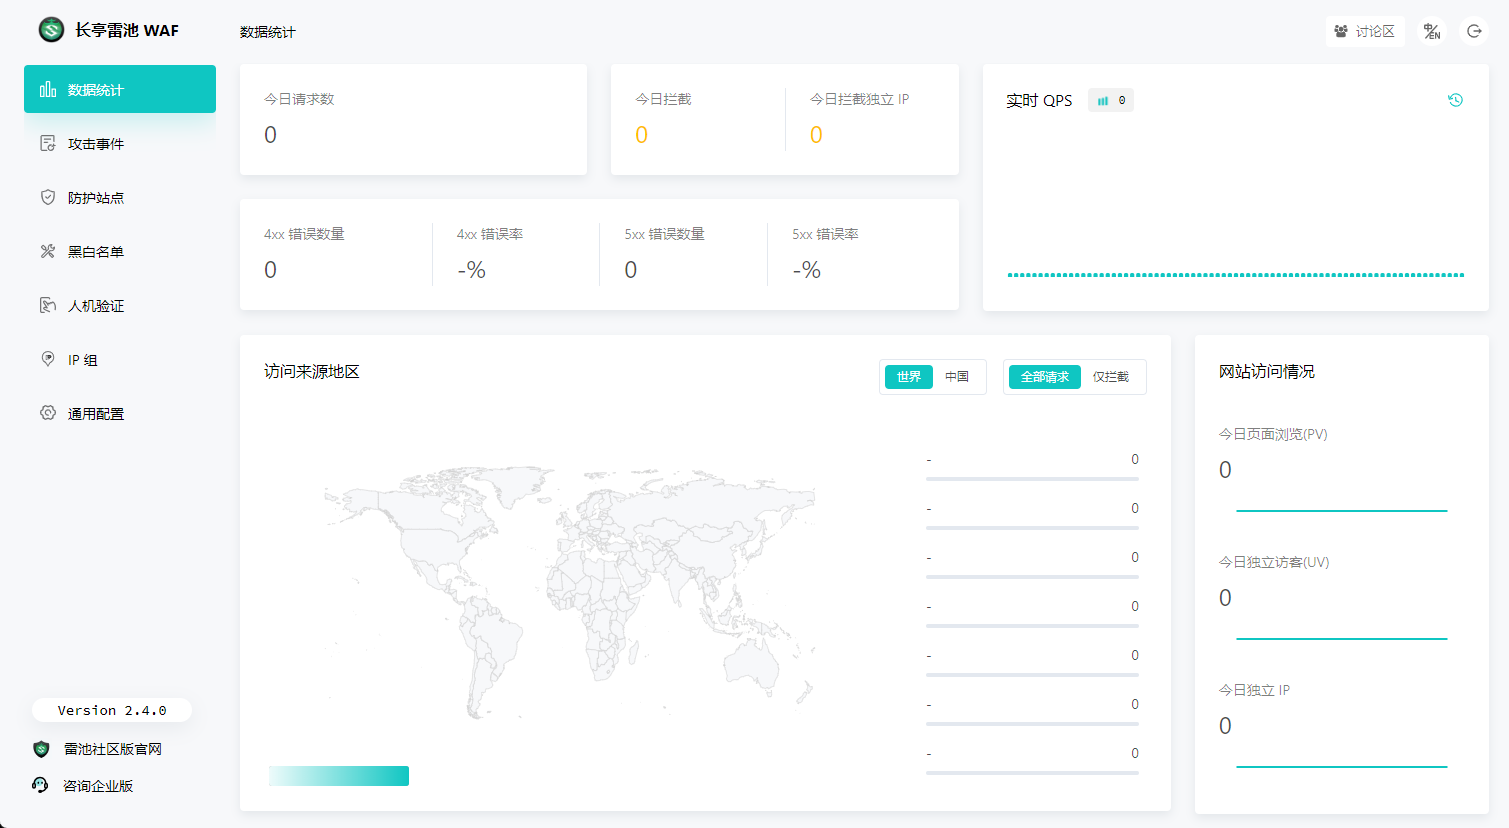 长亭雷池 WAF
数据统计
讨论区
中/EN
数据统计
攻击事件
防护站点
黑白名单
人机验证
IP 组
通用配置
Version 2.4.0
雷池社区版官网
咨询企业版
今日请求数
0
今日拦截
0
今日拦截独立 IP
0
实时 QPS
0
4xx 错误数量
0
4xx 错误率
-%
5xx 错误数量
0
5xx 错误率
-%
访问来源地区
世界
中国
全部请求
仅拦截
- 0
- 0
- 0
- 0
- 0
- 0
- 0
网站访问情况
今日页面浏览(PV)
0
今日独立访客(UV)
0
今日独立 IP
0